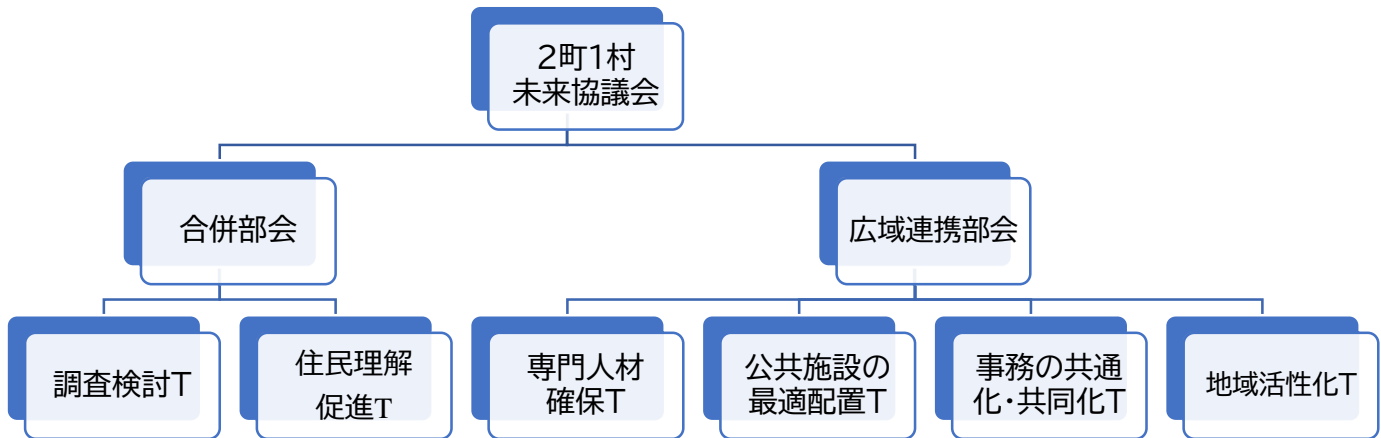 2町1村
未来協議会
合併部会
広域連携部会
調査検討T
住民理解
促進T
専門人材
確保T
公共施設の
最適配置T
事務の共通
化・共同化T
地域活性化T